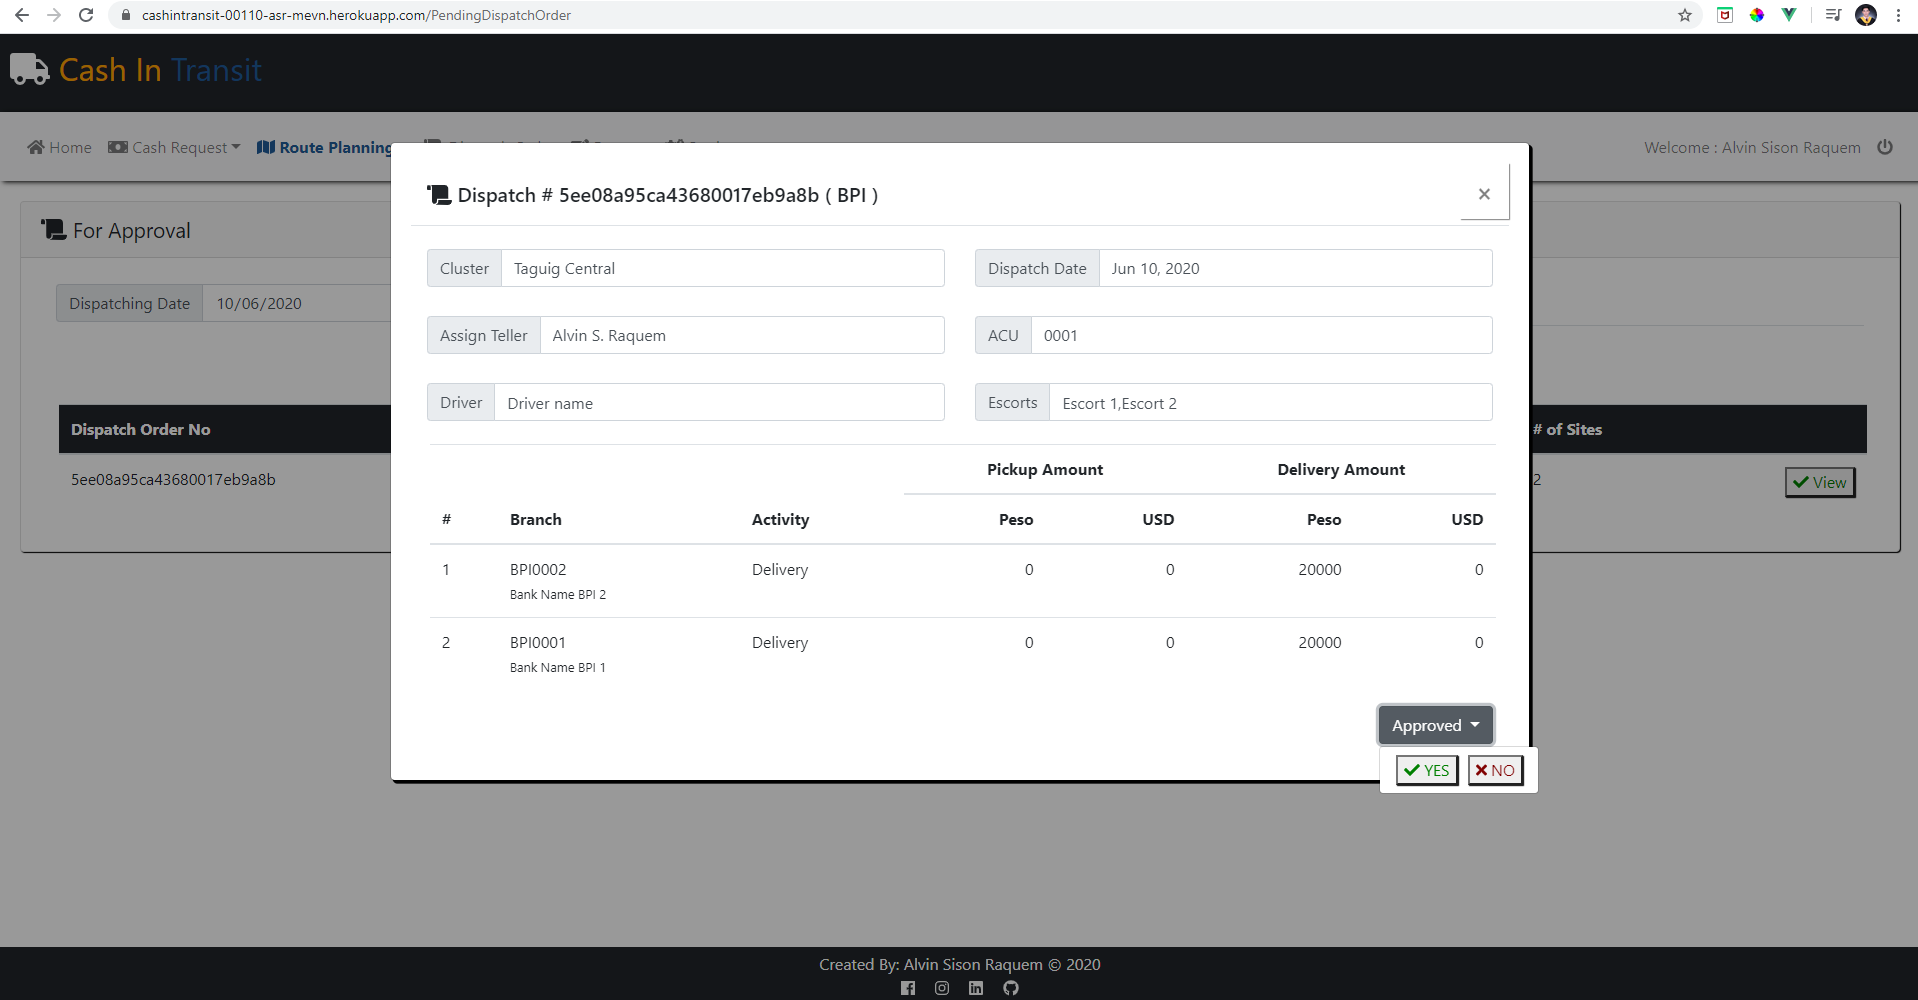 cashintransit-00110-asr-mevn.herokuapp.com/PendingDispatchOrder
Cash In Transit
Home Cash Request Route Planning
Welcome : Alvin Sison Raquem
Dispatch # 5ee08a95ca43680017eb9a8b ( BPI )
×
For Approval
Cluster Taguig Central Dispatch Date Jun 10, 2020
Dispatching Date 10/06/2020
Assign Teller Alvin S. Raquem ACU 0001
Driver Driver name Escorts Escort 1,Escort 2
Dispatch Order No # of Sites
5ee08a95ca43680017eb9a8b 2 View
Pickup Amount Delivery Amount
# Branch Activity Peso USD Peso USD
1 BPI0002 Delivery 0 0 20000 0
Bank Name BPI 2
2 BPI0001 Delivery 0 0 20000 0
Bank Name BPI 1
Approved
YES NO
Created By: Alvin Sison Raquem © 2020